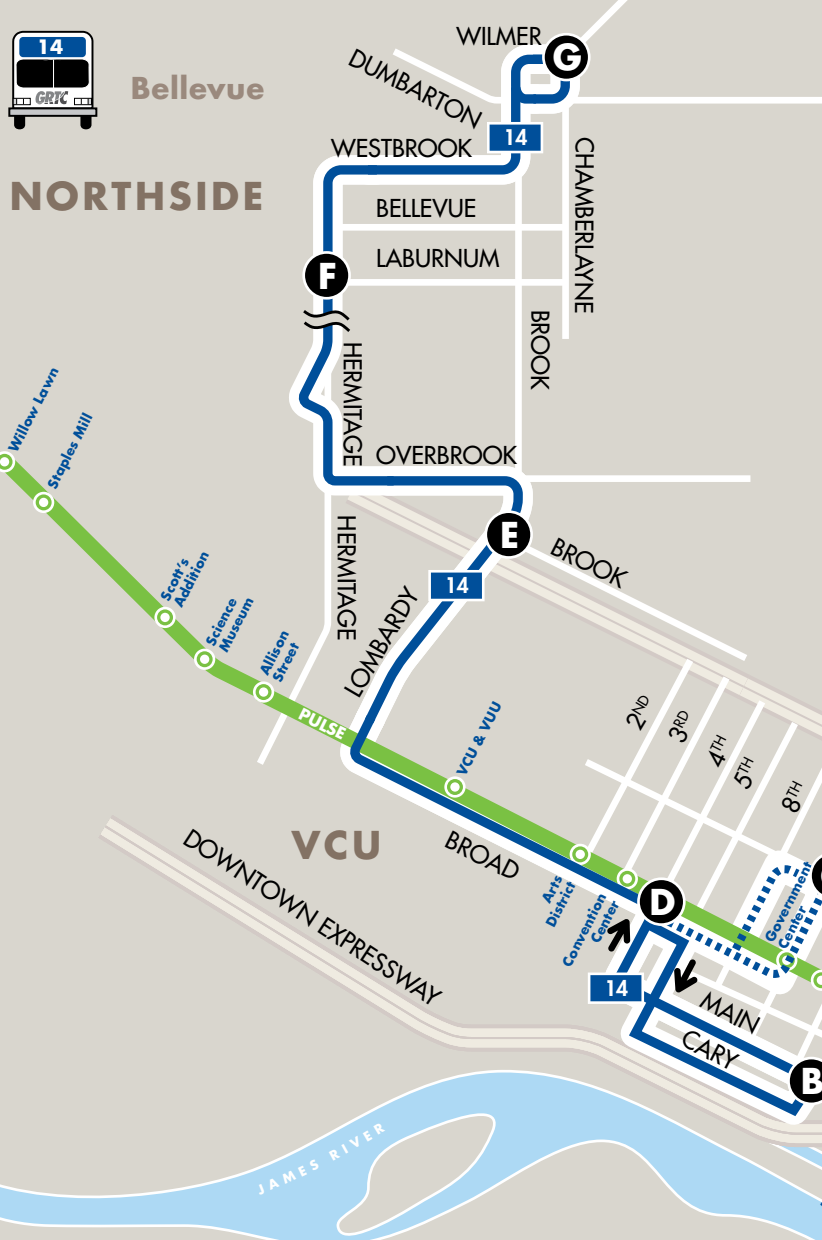 14
GRTC
Bellevue
NORTHSIDE
WILMER
G
DUMBARTON
14
WESTBROOK
CHAMBERLAYNE
BELLEVUE
LABURNUM
F
BROOK
HERMITAGE
OVERBROOK
Willow Lawn
Staples Mill
E
BROOK
HERMITAGE
14
LOMBARDY
Scott's
Addition
Science
Museum
Allison
Street
PULSE
VCU & VUU
2ND
3RD
4TH
5TH
8TH
VCU
BROAD
DOWNTOWN EXPRESSWAY
Arts
District
Convention
Center
D
Government
Center
14
MAIN
CARY
B
JAMES RIVER